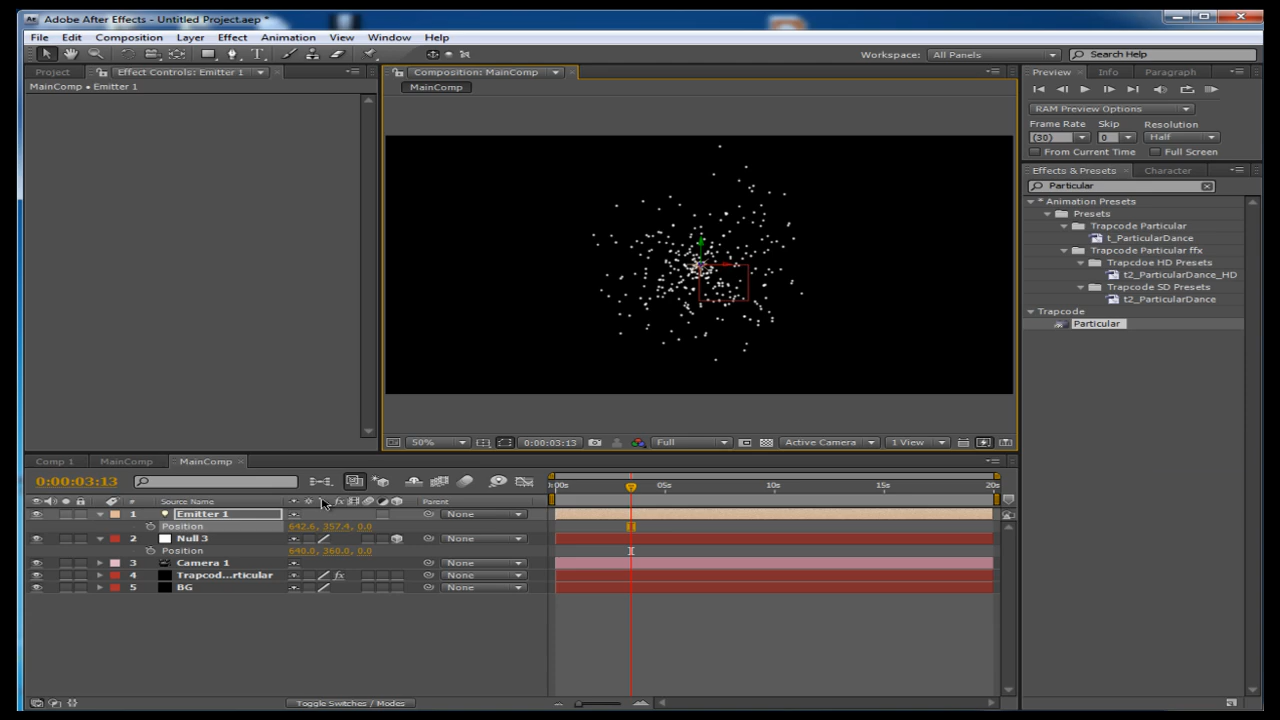 Adobe After Effects - Untitled Project.aep *
File Edit Composition Layer Effect Animation View Window Help
Workspace: All Panels
Search Help
Project
Effect Controls: Emitter 1
MainComp • Emitter 1
Composition: MainComp
MainComp
50%
0:00:03:13
Full
Active Camera
1 View
Preview
Info
Paragraph
RAM Preview Options
Frame Rate Skip Resolution
(30) 0 Half
From Current Time Full Screen
Effects & Presets
Character
Particular
* Animation Presets
Presets
Trapcode Particular
t_ParticularDance
Trapcode Particular ffx
Trapcdoe HD Presets
t2_ParticularDance_HD
Trapcode SD Presets
t2_ParticularDance
Trapcode
Particular
Comp 1
MainComp
MainComp
0:00:03:13
# Source Name Parent
:00s 05s 10s 15s 20s
1 Emitter 1 None
Position 642.6, 357.4, 0.0
2 Null 3 None
Position 640.0, 360.0, 0.0
3 Camera 1 None
4 Trapcod...rticular fx None
5 BG None
Toggle Switches / Modes